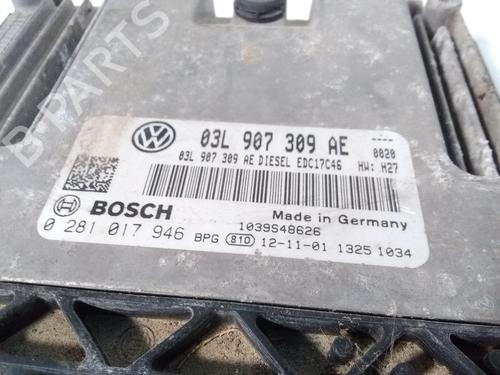 03L 907 309 AE ----
03L 907 309 AE DIESEL EDC17C46 0020
HW: H27
BOSCH
Made in Germany
1039S48626
0 281 017 946 BPG 810 12-11-01 1325 1034